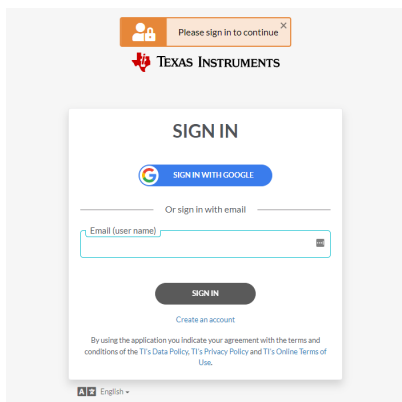 Please sign in to continue
TEXAS INSTRUMENTS
SIGN IN
SIGN IN WITH GOOGLE
Or sign in with email
Email (user name)
SIGN IN
Create an account
By using the application you indicate your agreement with the terms and
conditions of the TI's Data Policy, TI's Privacy Policy and TI's Online Terms of
Use.
English